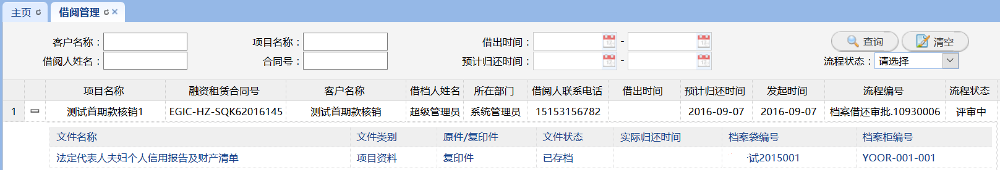 主页 借阅管理
客户名称： 项目名称： 借出时间： - 查询 清空
借阅人姓名： 合同号： 预计归还时间： - 流程状态： 请选择
项目名称 融资租赁合同号 客户名称 借档人姓名 所在部门 借阅人联系电话 借出时间 预计归还时间 发起时间 流程编号 流程状态
1 测试首期款核销1 EGIC-HZ-SQK62016145 测试首期款核销 超级管理员 系统管理员 15153156782 2016-09-07 2016-09-07 档案借还审批.10930006 评审中
文件名称 文件类别 原件/复印件 文件状态 实际归还时间 档案袋编号 档案柜编号
法定代表人夫妇个人信用报告及财产清单 项目资料 复印件 已存档 试2015001 YOOR-001-001